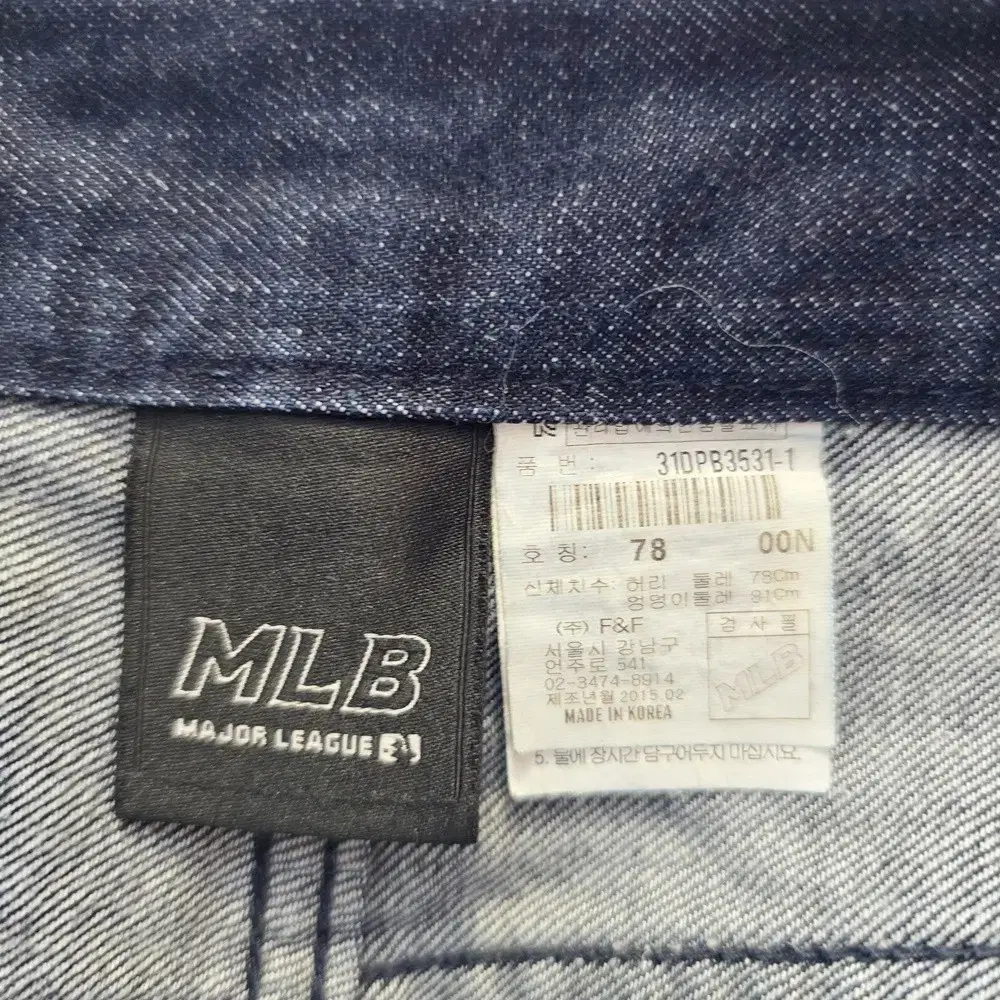 MLB
MAJOR LEAGUE
품 번: 31DPB3531-1
호 칭: 78 00N
신체치수: 허리 둘레 78Cm
엉덩이둘레 91Cm
(주) F&F
서울시 강남구
언주로 541
02-3474-8914
제조년월 2015.02
MADE IN KOREA
검 사 필
MLB
5. 물에 장시간 담구어두지 마십시요.